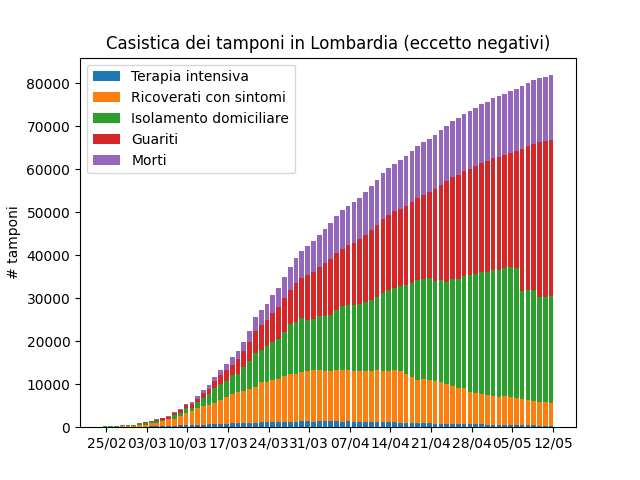 Casistica dei tamponi in Lombardia (eccetto negativi)
Terapia intensiva
Ricoverati con sintomi
Isolamento domiciliare
Guariti
Morti
# tamponi
80000
70000
60000
50000
40000
30000
20000
10000
0
25/02 03/03 10/03 17/03 24/03 31/03 07/04 14/04 21/04 28/04 05/05 12/05